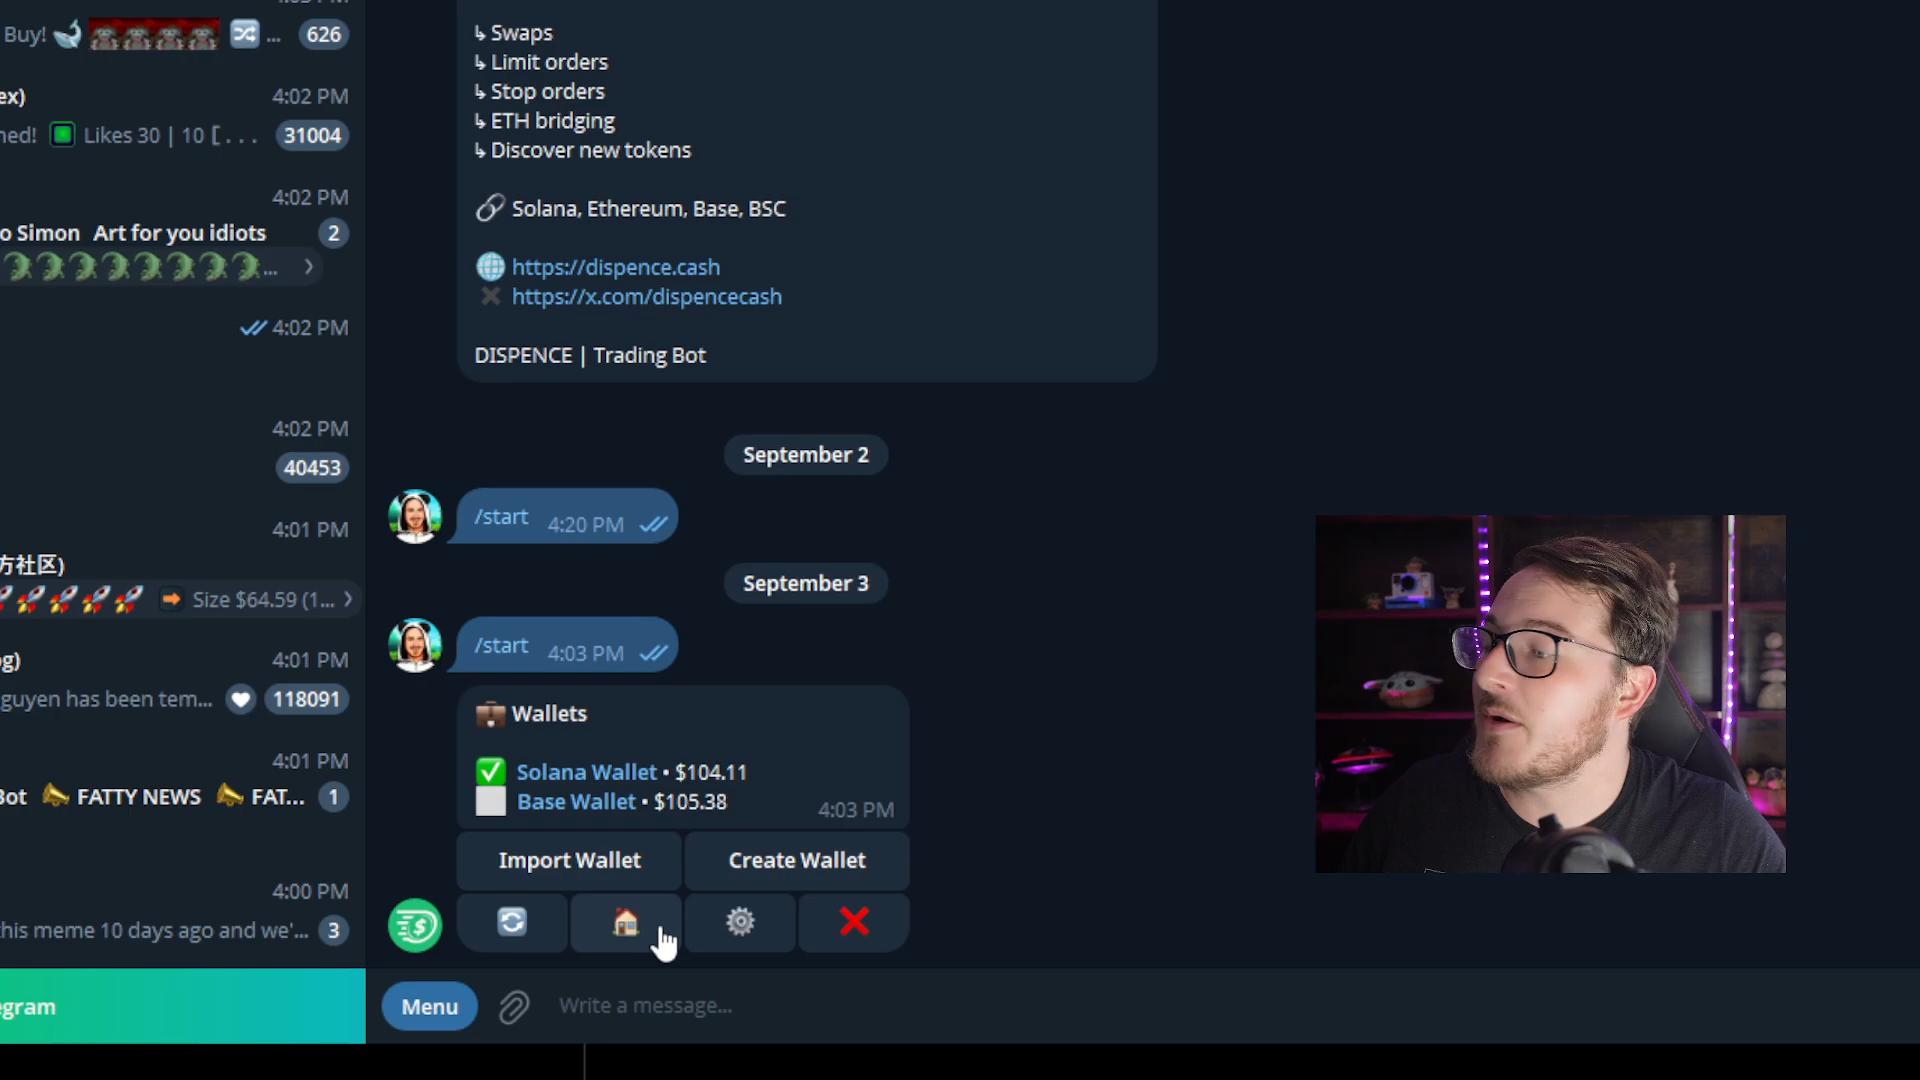 Buy! ... 626
ex) 4:02 PM
ned! Likes 30 | 10 [ . . . 31004
4:02 PM
o Simon Art for you idiots 2
...
4:02 PM
4:02 PM
40453
4:01 PM
方社区)
Size $64.59 (1...
og) 4:01 PM
guyen has been tem... 118091
4:01 PM
Bot FATTY NEWS FAT... 1
4:00 PM
this meme 10 days ago and we'... 3
egram
↳ Swaps
↳ Limit orders
↳ Stop orders
↳ ETH bridging
↳ Discover new tokens
Solana, Ethereum, Base, BSC
https://dispence.cash
https://x.com/dispencecash
DISPENCE | Trading Bot
September 2
/start 4:20 PM
September 3
/start 4:03 PM
Wallets
Solana Wallet • $104.11
Base Wallet • $105.38
4:03 PM
Import Wallet Create Wallet
Menu Write a message...